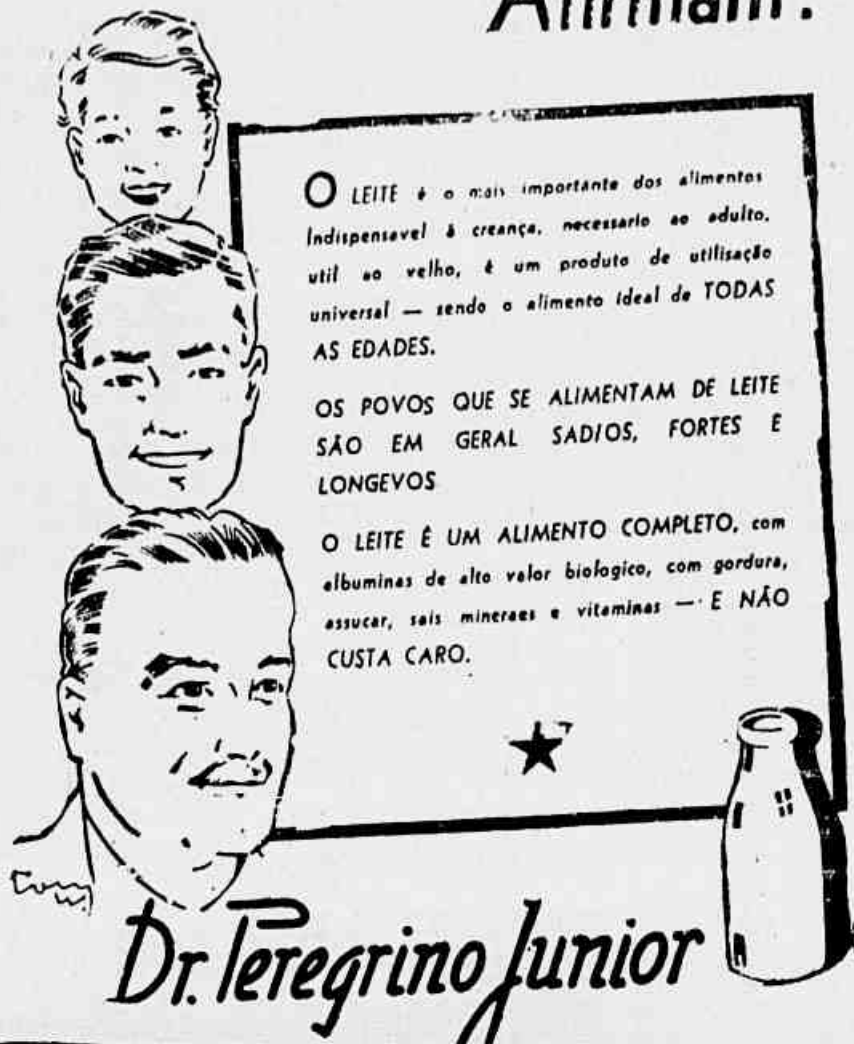 Afirmam:
O LEITE é o mais importante dos alimentos
Indispensavel á creança, necessario ao adulto,
util ao velho, é um produto de utilisação
universal — sendo o alimento ideal de TODAS
AS EDADES.
OS POVOS QUE SE ALIMENTAM DE LEITE
SÃO EM GERAL SADIOS, FORTES E
LONGEVOS
O LEITE É UM ALIMENTO COMPLETO, com
albuminas de alto valor biologico, com gordura,
assucar, sais mineraes e vitaminas — E NÃO
CUSTA CARO.
Dr. Peregrino Junior